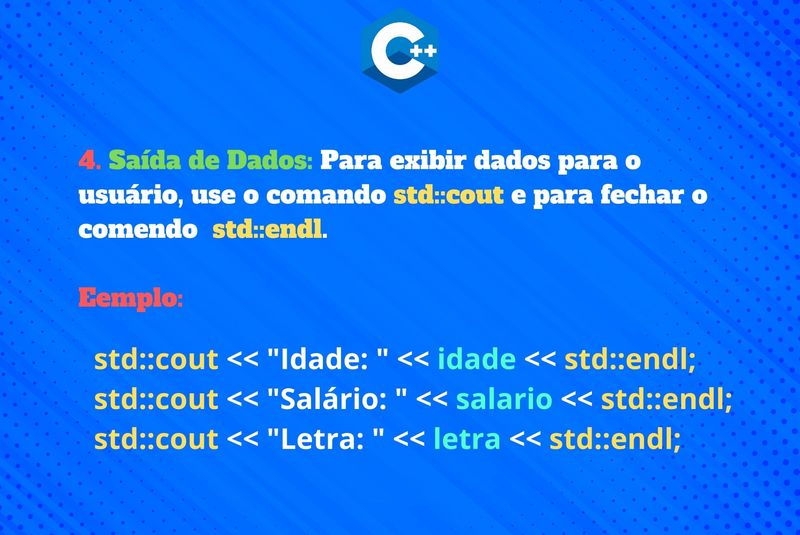 C++
4. Saída de Dados: Para exibir dados para o
usuário, use o comando std::cout e para fechar o
comendo std::endl.
Eemplo:
std::cout << "Idade: " << idade << std::endl;
std::cout << "Salário: " << salario << std::endl;
std::cout << "Letra: " << letra << std::endl;